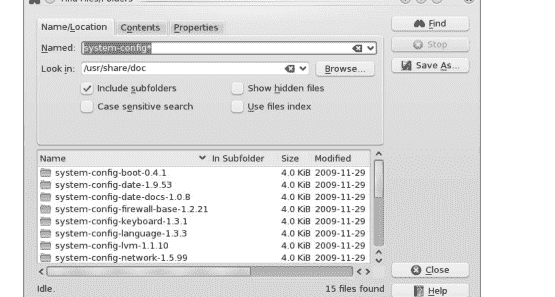 Find Files/Folders
Name/Location Contents Properties
Named: system-config*
Look in: /usr/share/doc Browse...
Include subfolders Show hidden files
Case sensitive search Use files index
Find
Stop
Save As...
Name In Subfolder Size Modified
system-config-boot-0.4.1 4.0 KiB 2009-11-29
system-config-date-1.9.53 4.0 KiB 2009-11-29
system-config-date-docs-1.0.8 4.0 KiB 2009-11-29
system-config-firewall-base-1.2.21 4.0 KiB 2009-11-29
system-config-keyboard-1.3.1 4.0 KiB 2009-11-29
system-config-language-1.3.3 4.0 KiB 2009-11-29
system-config-lvm-1.1.10 4.0 KiB 2009-11-29
system-config-network-1.5.99 4.0 KiB 2009-11-29
Close
Idle. 15 files found
Help